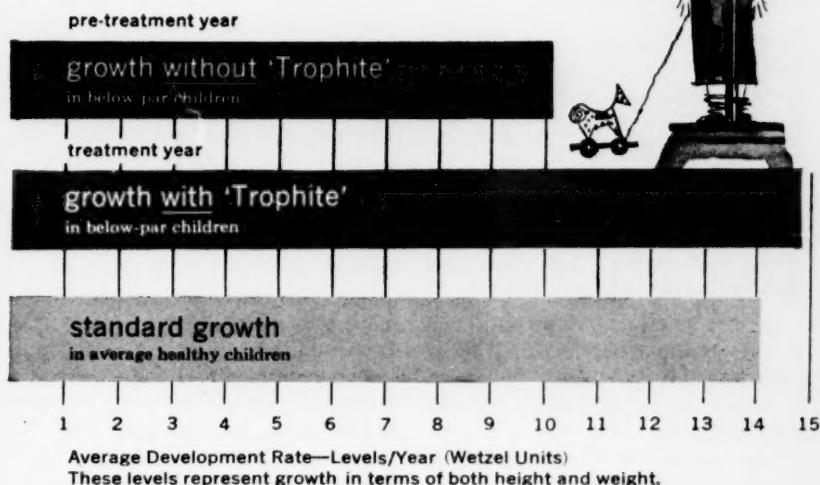 pre-treatment year
growth without 'Trophite'
in below-par children
treatment year
growth with 'Trophite'
in below-par children
standard growth
in average healthy children
1 2 3 4 5 6 7 8 9 10 11 12 13 14 15
Average Development Rate—Levels/Year (Wetzel Units)
These levels represent growth in terms of both height and weight.